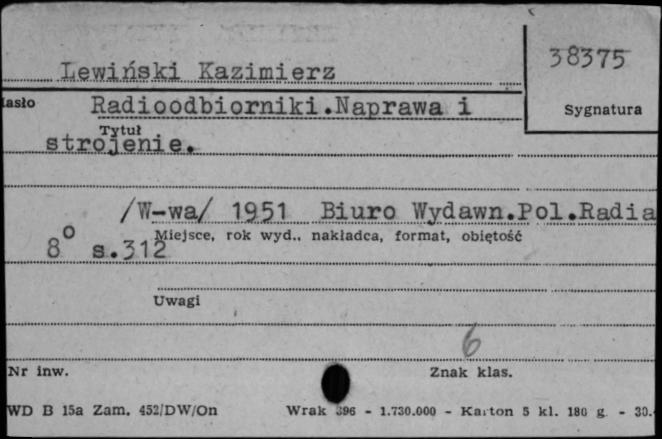 38375
Lewiński Kazimierz
asło Radioodbiorniki.Naprawa i
Sygnatura
Tytuł
strojenie.
/W-wa/ 1951 Biuro Wydawn.Pol.Radia
Miejsce, rok wyd., nakładca, format, objętość
8° s.312
Uwagi
6
Nr inw.
Znak klas.
WD B 15a Zam. 452/DW/On Wrak 396 - 1.730.000 - Karton 5 kl. 180 g. - 30.